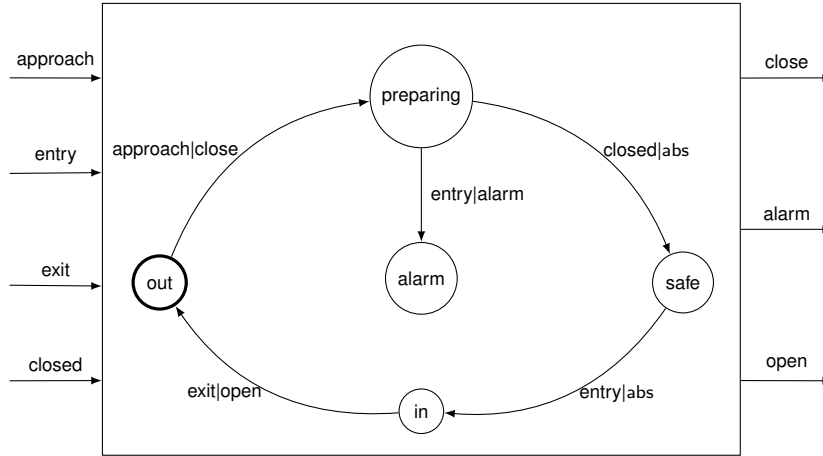 approach
close
preparing
approach|close
closed|abs
entry
entry|alarm
alarm
exit
out
alarm
safe
closed
open
exit|open
entry|abs
in